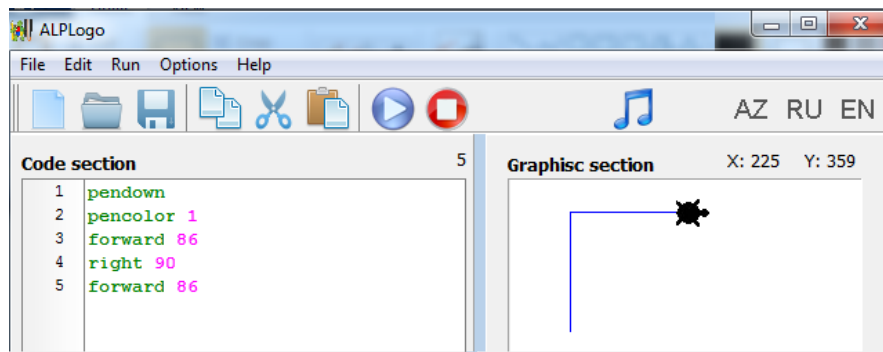 ALPLogo
File Edit Run Options Help
AZ RU EN
Code section 5
Graphisc section X: 225 Y: 359
1 pendown
2 pencolor 1
3 forward 86
4 right 90
5 forward 86